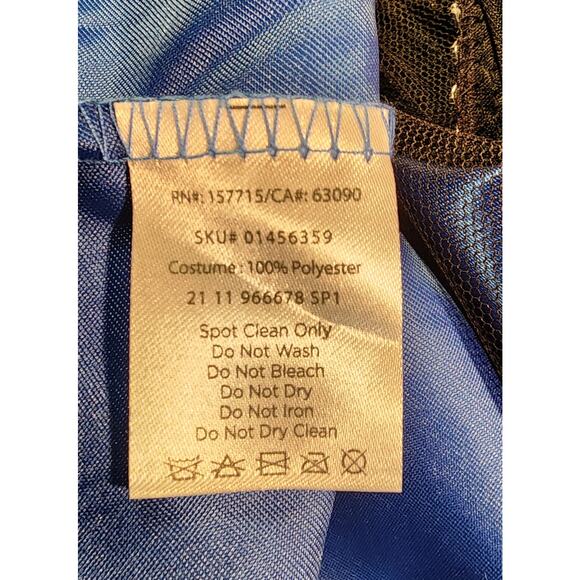 RN#: 157715/CA#: 63090
SKU# 01456359
Costume : 100% Polyester
21 11 966678 SP1
Spot Clean Only
Do Not Wash
Do Not Bleach
Do Not Dry
Do Not Iron
Do Not Dry Clean